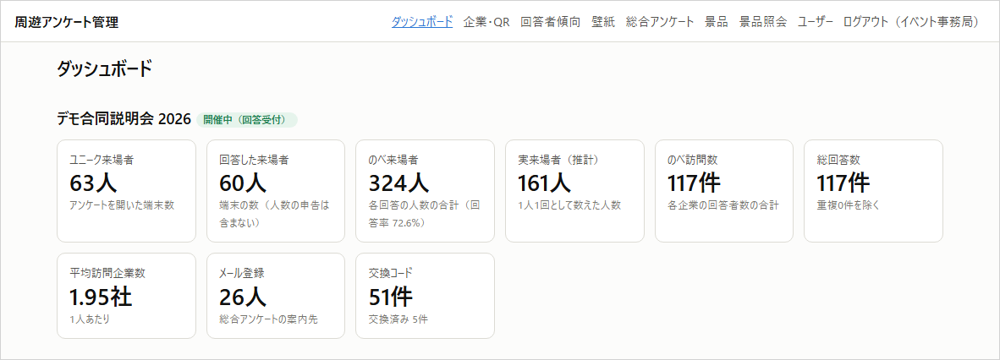 周遊アンケート管理
ダッシュボード 企業・QR 回答者傾向 壁紙 総合アンケート 景品 景品照会 ユーザー ログアウト（イベント事務局）
ダッシュボード
デモ合同説明会 2026 開催中（回答受付）
ユニーク来場者
63人
アンケートを開いた端末数
回答した来場者
60人
端末の数（人数の申告は
含まない）
のべ来場者
324人
各回答の人数の合計（回
答率 72.6%）
実来場者（推計）
161人
1人1回として数えた人数
のべ訪問数
117件
各企業の回答者数の合計
総回答数
117件
重複0件を除く
平均訪問企業数
1.95社
1人あたり
メール登録
26人
総合アンケートの案内先
交換コード
51件
交換済み 5件